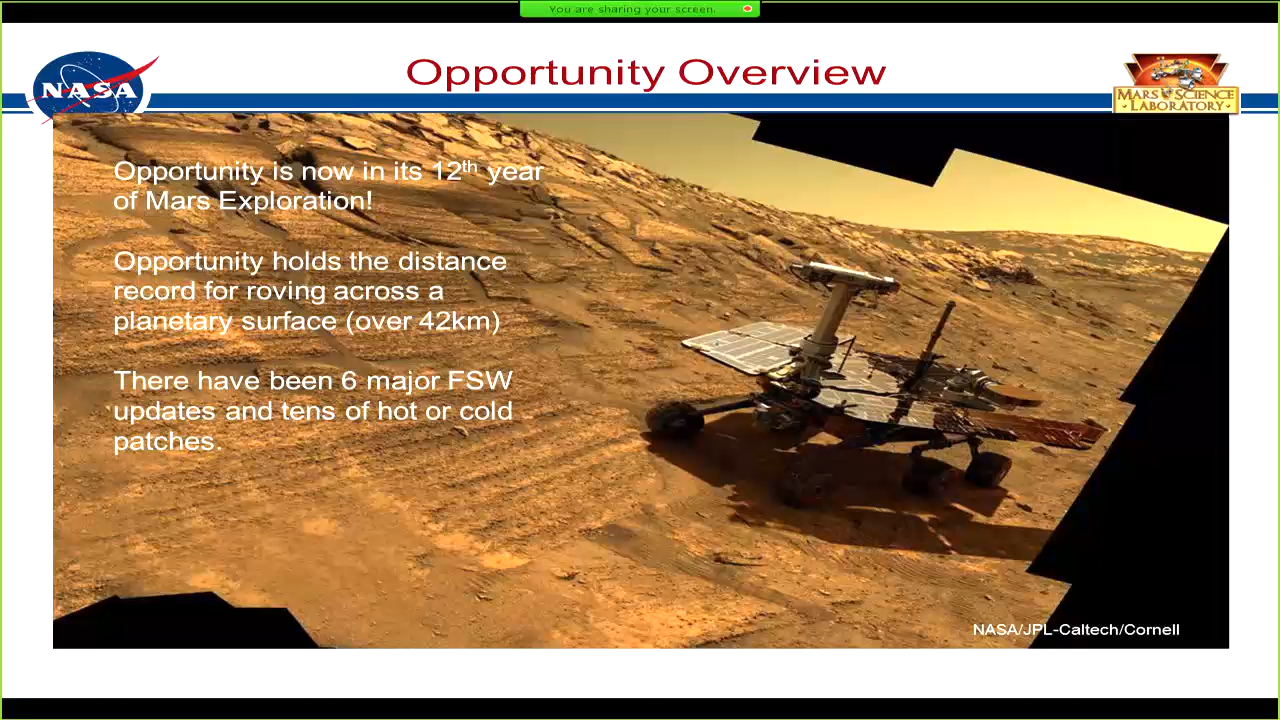 You are sharing your screen.
Opportunity Overview
NASA
MARS SCIENCE
LABORATORY
Opportunity is now in its 12th year
of Mars Exploration!
Opportunity holds the distance
record for roving across a
planetary surface (over 42km)
There have been 6 major FSW
updates and tens of hot or cold
patches.
NASA/JPL-Caltech/Cornell